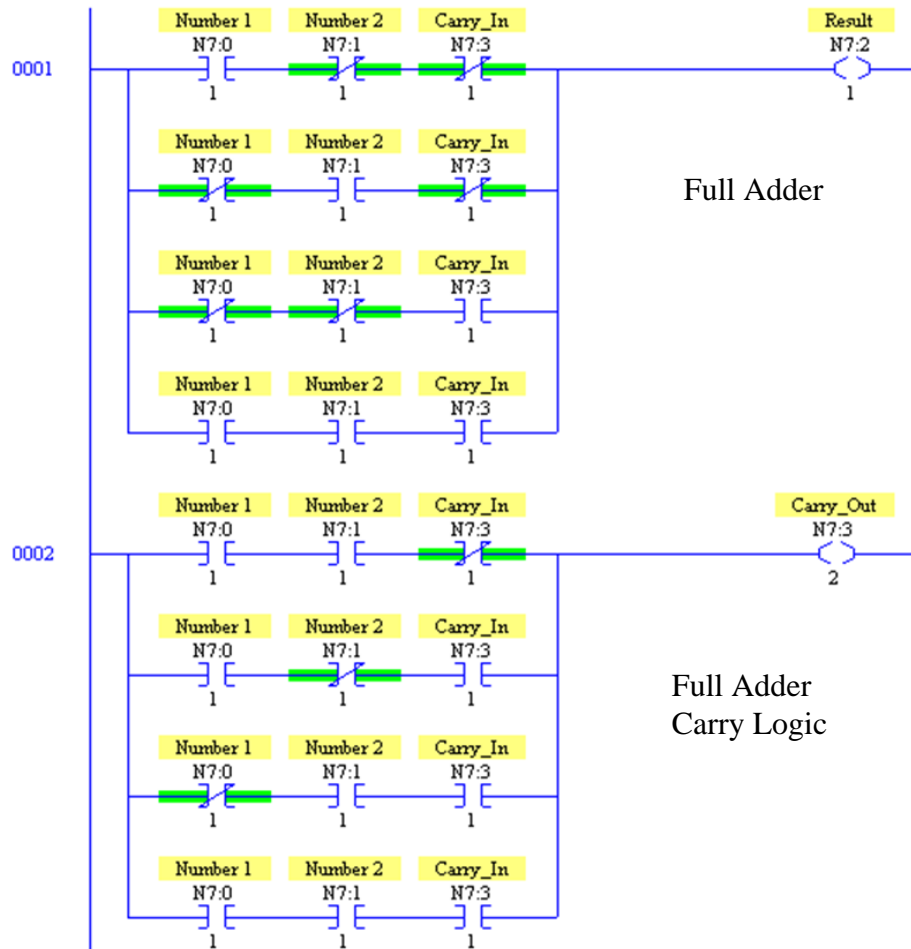 Number 1 Number 2 Carry_In Result
N7:0 N7:1 N7:3 N7:2
0001
1 1 1 1
Number 1 Number 2 Carry_In
N7:0 N7:1 N7:3
Full Adder
1 1 1
Number 1 Number 2 Carry_In
N7:0 N7:1 N7:3
1 1 1
Number 1 Number 2 Carry_In
N7:0 N7:1 N7:3
1 1 1
Number 1 Number 2 Carry_In Carry_Out
N7:0 N7:1 N7:3 N7:3
0002
1 1 1 2
Number 1 Number 2 Carry_In
N7:0 N7:1 N7:3
1 1 1
Full Adder
Carry Logic
Number 1 Number 2 Carry_In
N7:0 N7:1 N7:3
1 1 1
Number 1 Number 2 Carry_In
N7:0 N7:1 N7:3
1 1 1